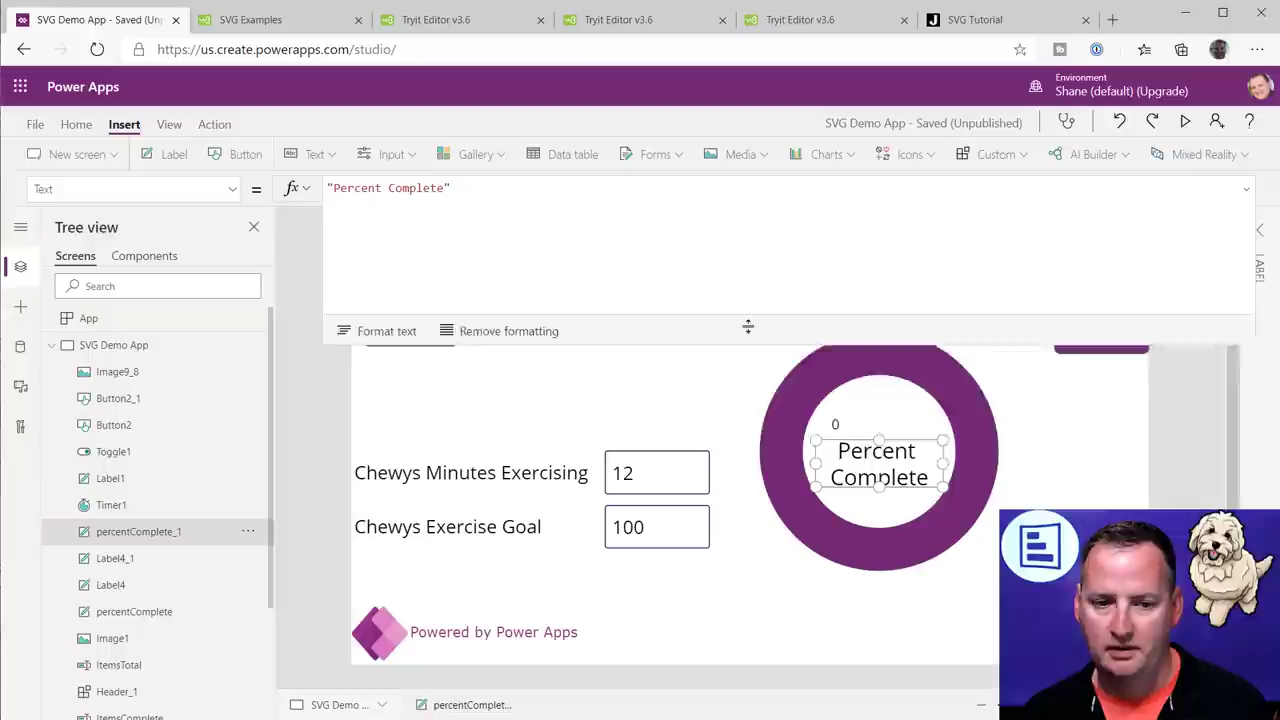 SVG Demo App - Saved (Unp
SVG Examples
Tryit Editor v3.6
Tryit Editor v3.6
Tryit Editor v3.6
SVG Tutorial
https://us.create.powerapps.com/studio/
Power Apps
Environment
Shane (default) (Upgrade)
File Home Insert View Action
SVG Demo App - Saved (Unpublished)
New screen Label Button Text Input Gallery Data table Forms Media Charts Icons Custom AI Builder Mixed Reality
Text = fx "Percent Complete"
Tree view
Screens Components
Search
App
SVG Demo App
Image9_8
Button2_1
Button2
Toggle1
Label1
Timer1
percentComplete_1 ...
Label4_1
Label4
percentComplete
Image1
ItemsTotal
Header_1
ItemsComplete
Format text Remove formatting
LABEL
0
Percent
Complete
Chewys Minutes Exercising 12
Chewys Exercise Goal 100
Powered by Power Apps
SVG Demo ...
percentComplet...